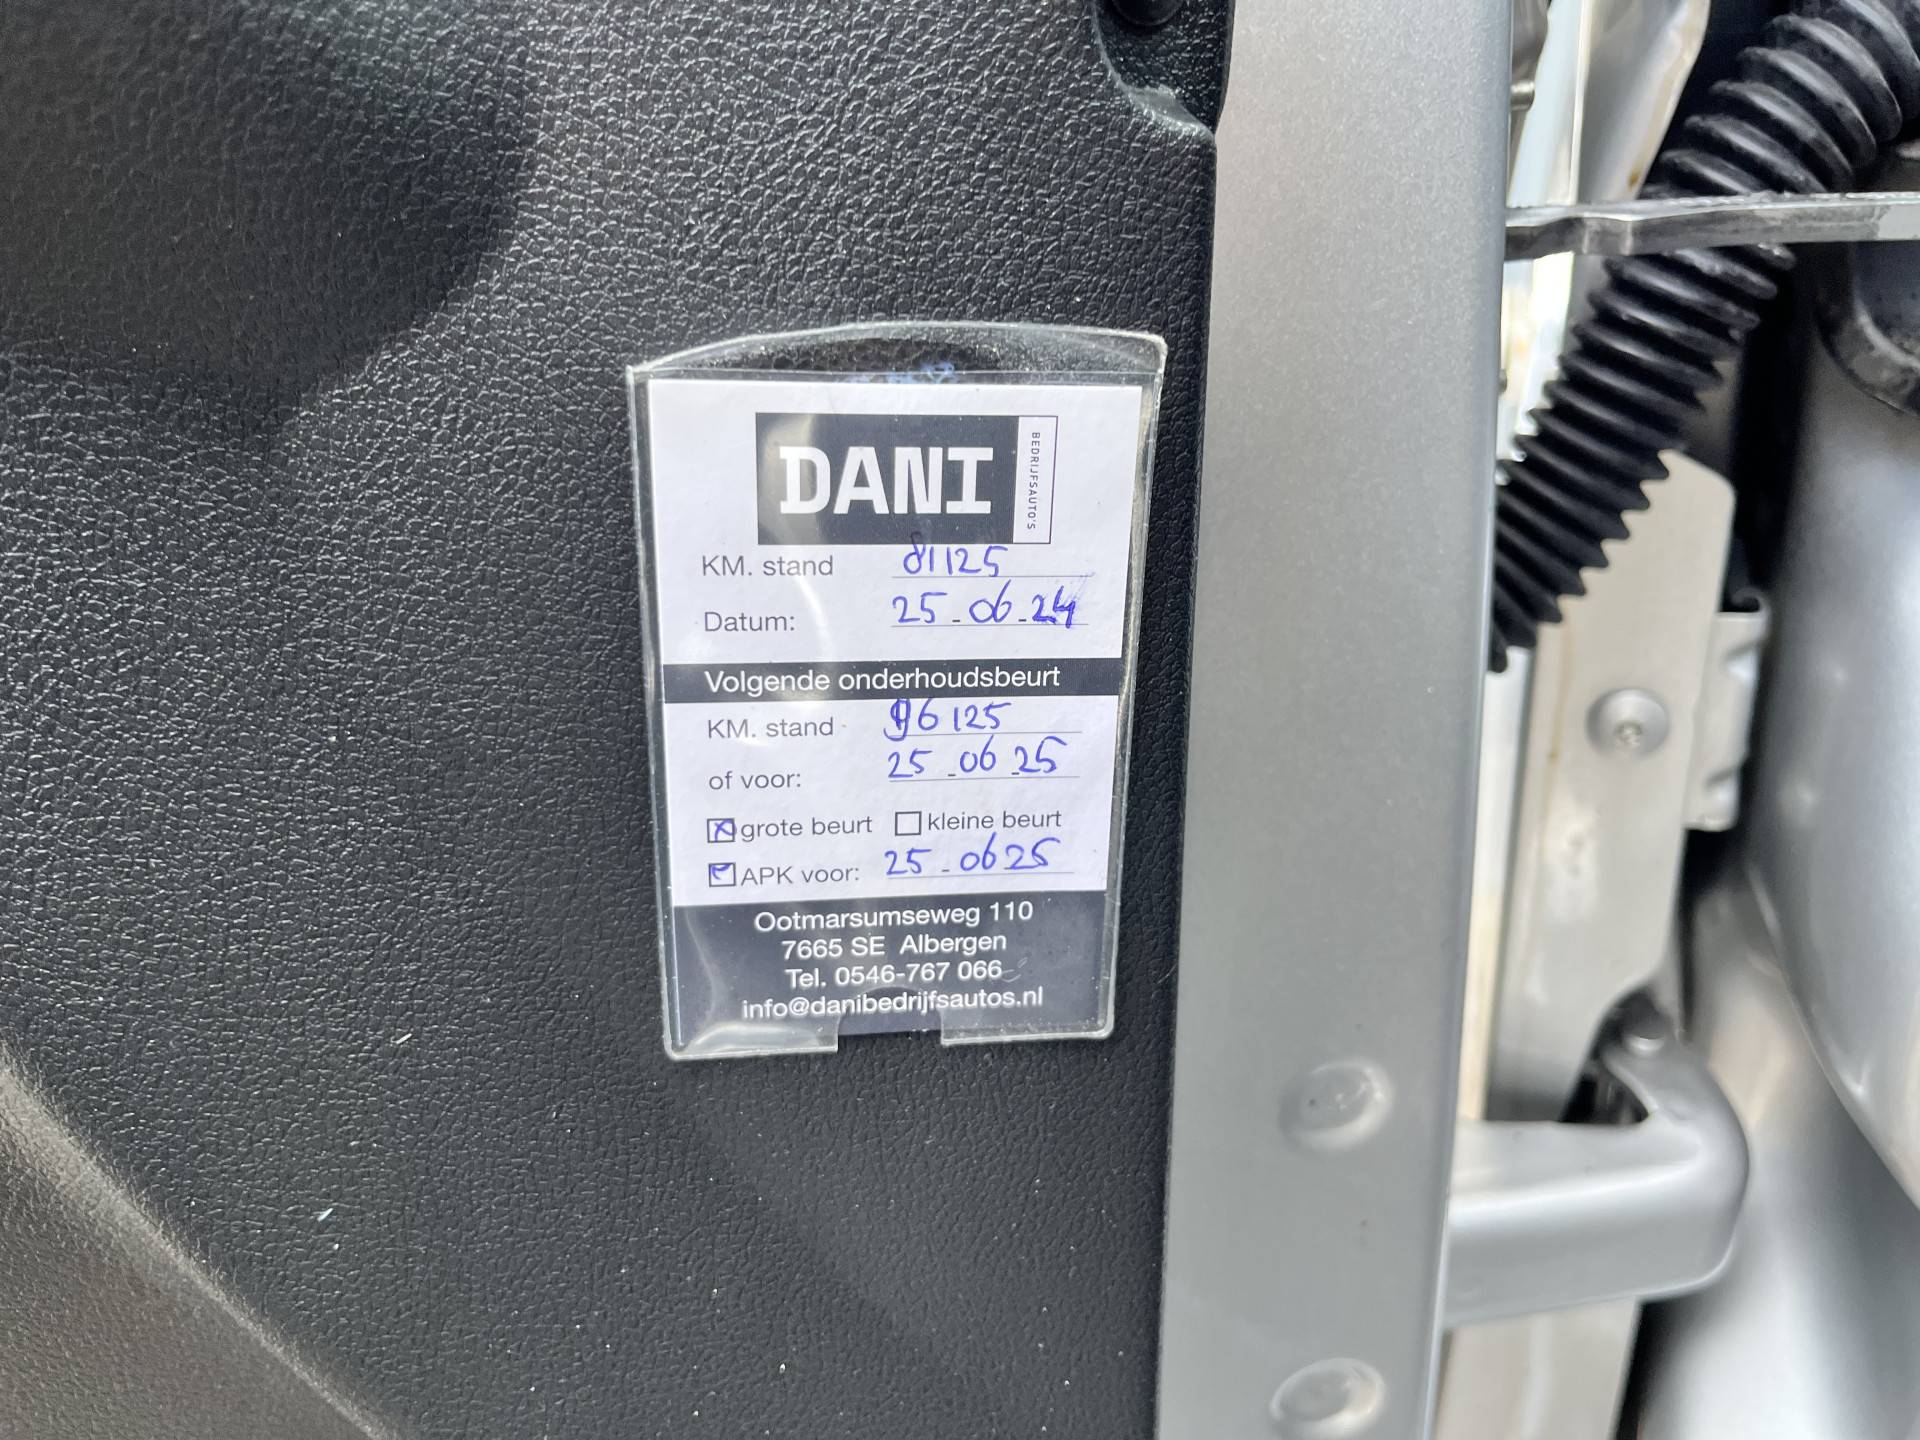 DANI BEDRIJFSAUTO'S
KM. stand 81125
Datum: 25-06-24
Volgende onderhoudsbeurt
KM. stand 96125
of voor: 25-06-25
grote beurt kleine beurt
APK voor: 25-0625
Ootmarsumseweg 110
7665 SE Albergen
Tel. 0546-767 066
info@danibedrijfsautos.nl